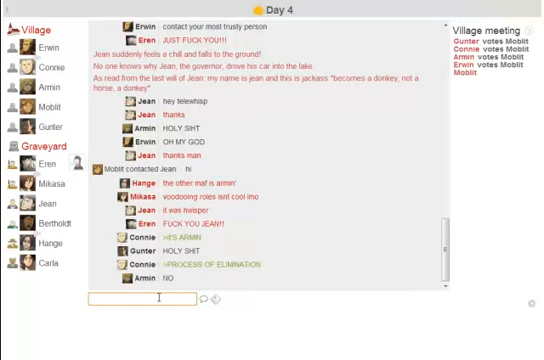 Day 4
Village
Erwin
Connie
Armin
Moblit
Gunter
Graveyard
Eren
Mikasa
Jean
Bertholdt
Hange
Carla
Erwin contact your most trusty person
Eren JUST FUCK YOU!!!
Jean suddenly feels a chill and falls to the ground!
No one knows why Jean, the governor, drove his car into the lake
As read from the last will of Jean: my name is jean and this is jackass *becomes a donkey, not a
horse, a donkey*
Jean hey telewhisp
Jean thanks
Armin HOLY SIHT
Erwin OH MY GOD
Jean thanks man
Moblit contacted Jean hi
Hange the other maf is armin'
Mikasa voodooing roles isnt cool imo
Jean it was hwisper
Eren FUCK YOU JEAN!!
Connie >I'S ARMIN
Gunter HOLY SHIT
Connie >PROCESS OF ELIMINATION
Armin NO
Village meeting
Gunter votes Moblit
Connie votes Moblit
Armin votes Moblit
Erwin votes Moblit
Moblit